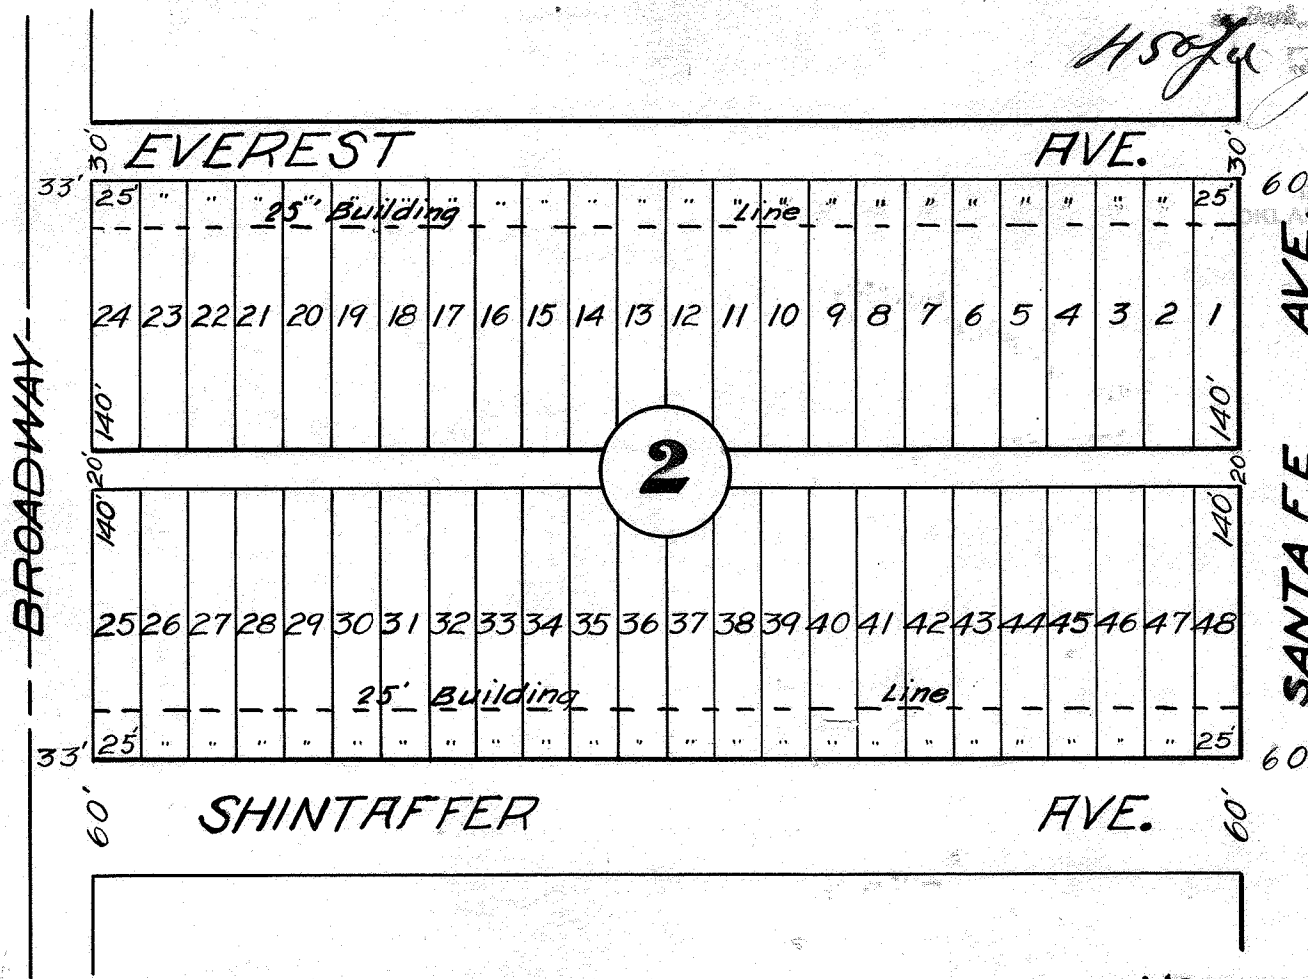 30' EVEREST AVE. 30'
33' 60
25' " " " " " " " " " " " " " " " " " " " " " " 25'
25' Building Line
24 23 22 21 20 19 18 17 16 15 14 13 12 11 10 9 8 7 6 5 4 3 2 1
140' 140'
20' 2 20'
140' 140'
25 26 27 28 29 30 31 32 33 34 35 36 37 38 39 40 41 42 43 44 45 46 47 48
25' Building Line
25' " " " " " " " " " " " " " " " " " " " " " " 25'
33' 60
60' SHINTAFFER AVE. 60'
BROADWAY
SANTA FE AVE.